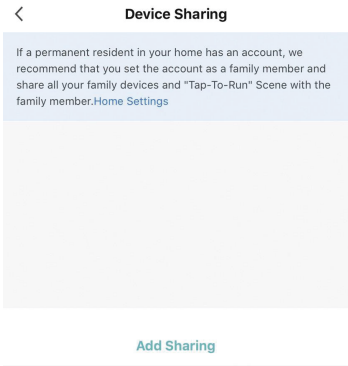 Device Sharing
If a permanent resident in your home has an account, we
recommend that you set the account as a family member and
share all your family devices and "Tap-To-Run" Scene with the
family member.Home Settings
Add Sharing